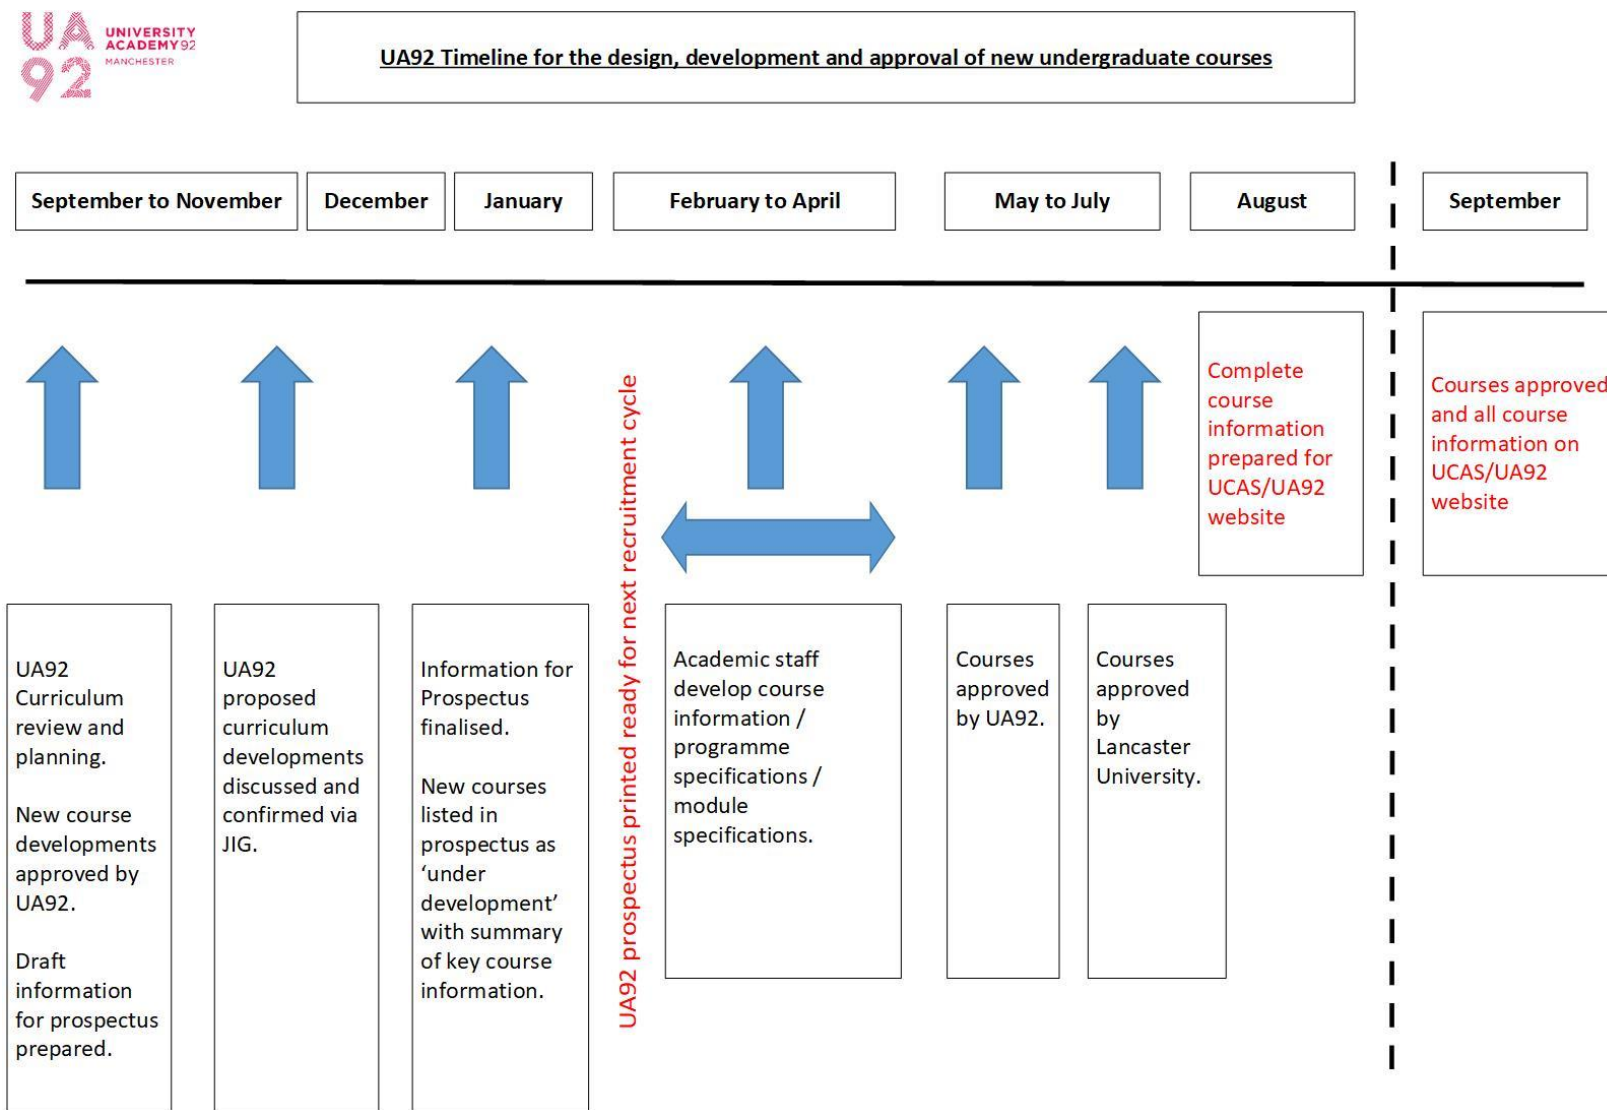 UA
92
UNIVERSITY
ACADEMY92
MANCHESTER
UA92 Timeline for the design, development and approval of new undergraduate courses
September to November
December
January
February to April
May to July
August
September
UA92
Curriculum
review and
planning.
New course
developments
approved by
UA92.
Draft
information
for prospectus
prepared.
UA92
proposed
curriculum
developments
discussed and
confirmed via
JIG.
Information for
Prospectus
finalised.
New courses
listed in
prospectus as
‘under
development’
with summary
of key course
information.
UA92 prospectus printed ready for next recruitment cycle
Academic staff
develop course
information /
programme
specifications /
module
specifications.
Courses
approved
by UA92.
Courses
approved
by
Lancaster
University.
Complete
course
information
prepared for
UCAS/UA92
website
Courses approved
and all course
information on
UCAS/UA92
website